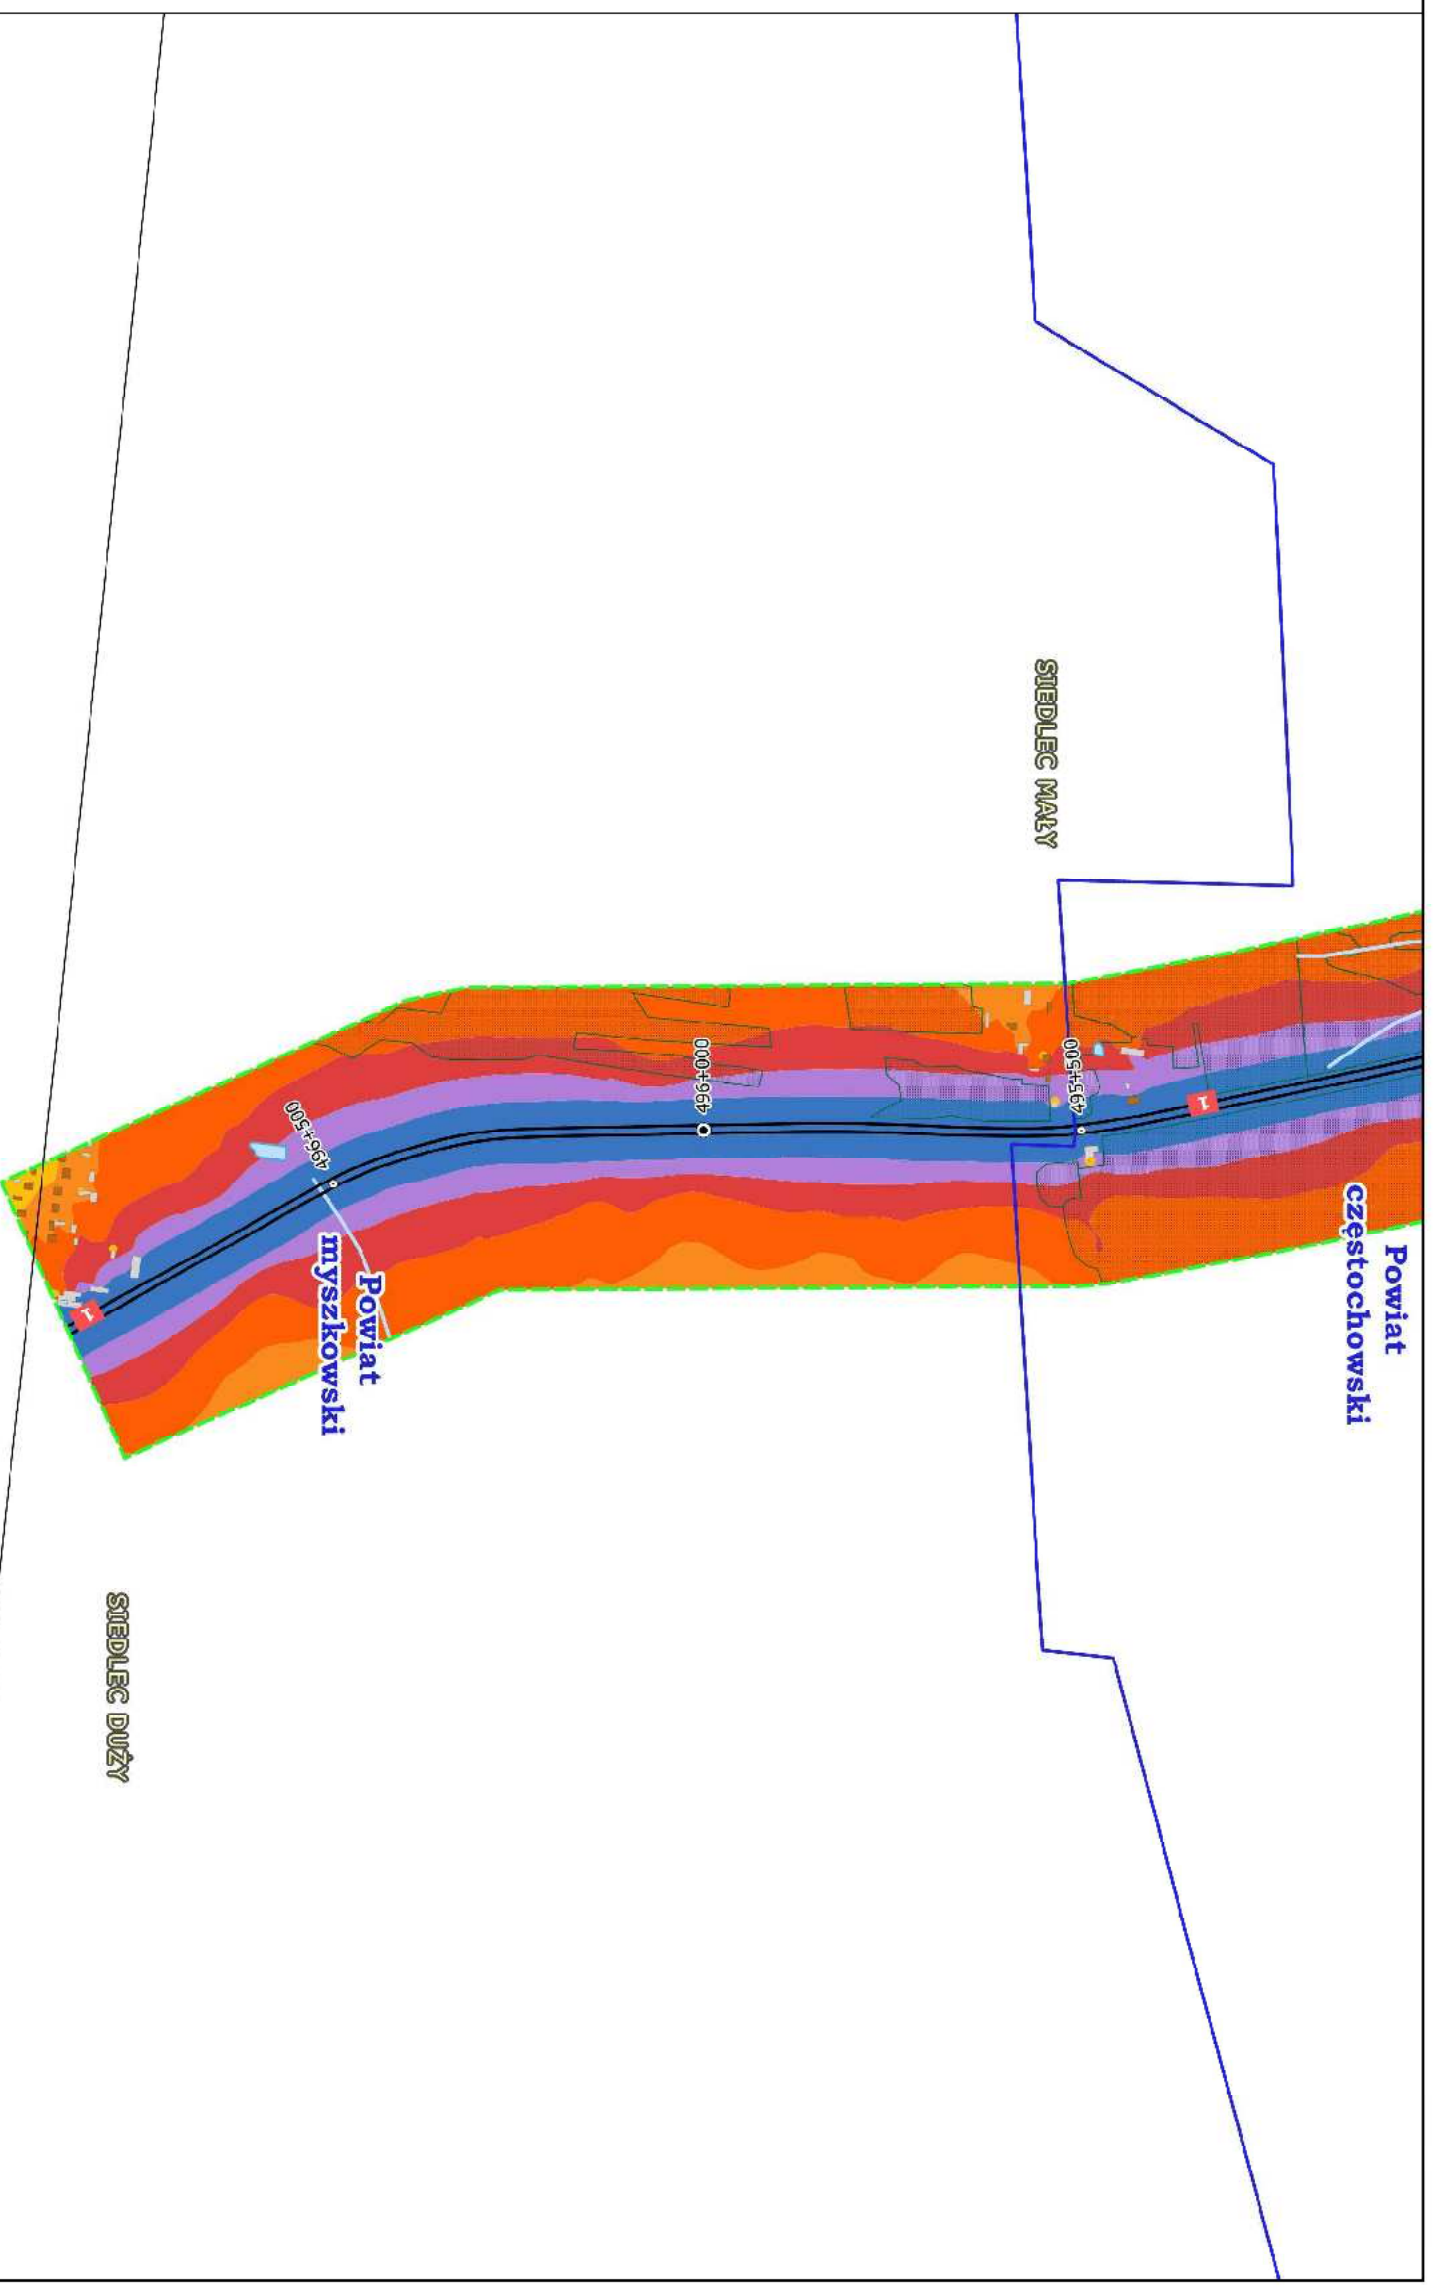 Powiat
częstochowski
1
495+500
SIEDLEC MAŁY
496+000
Powiat
myszkowski
496+500
1
SIEDLEC DUŻY